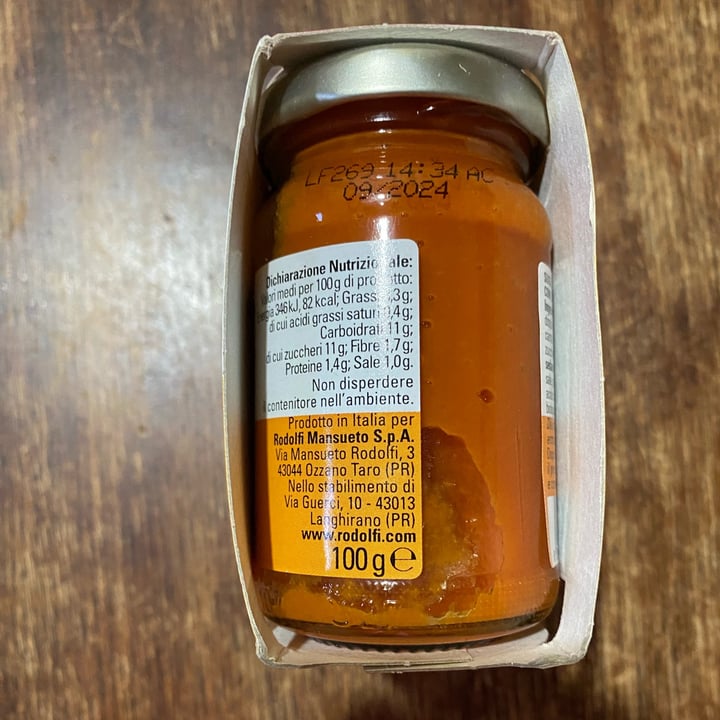 LF269 14:34 AC
09/2024
Dichiarazione Nutrizionale:
Valori medi per 100g di prodotto:
Energia 346kJ, 82 kcal; Grassi 3g;
di cui acidi grassi saturi 0,4g;
Carboidrati 11g;
di cui zuccheri 11g; Fibre 1,7g;
Proteine 1,4g; Sale 1,0g.
Non disperdere
il contenitore nell'ambiente.
Prodotto in Italia per
Rodolfi Mansueto S.p.A.
Via Mansueto Rodolfi, 3
43044 Ozzano Taro (PR)
Nello stabilimento di
Via Guerci, 10 - 43013
Langhirano (PR)
www.rodolfi.com
100 g e